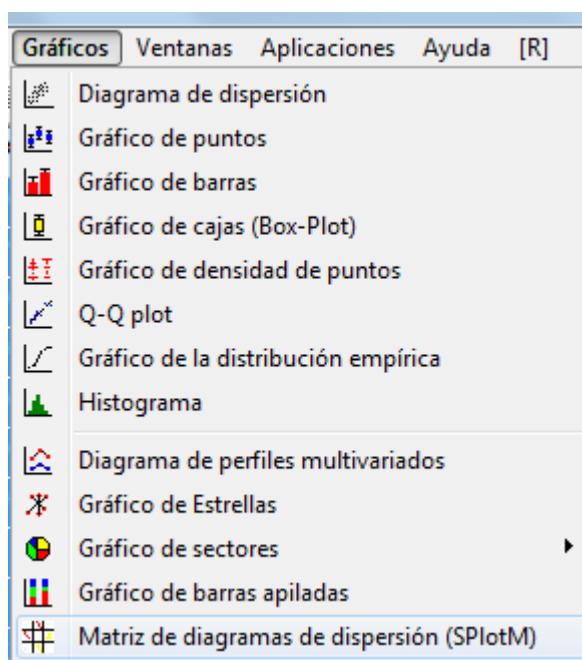 Gráficos Ventanas Aplicaciones Ayuda [R]
Diagrama de dispersión
Gráfico de puntos
Gráfico de barras
Gráfico de cajas (Box-Plot)
Gráfico de densidad de puntos
Q-Q plot
Gráfico de la distribución empírica
Histograma
Diagrama de perfiles multivariados
Gráfico de Estrellas
Gráfico de sectores
Gráfico de barras apiladas
Matriz de diagramas de dispersión (SPlotM)